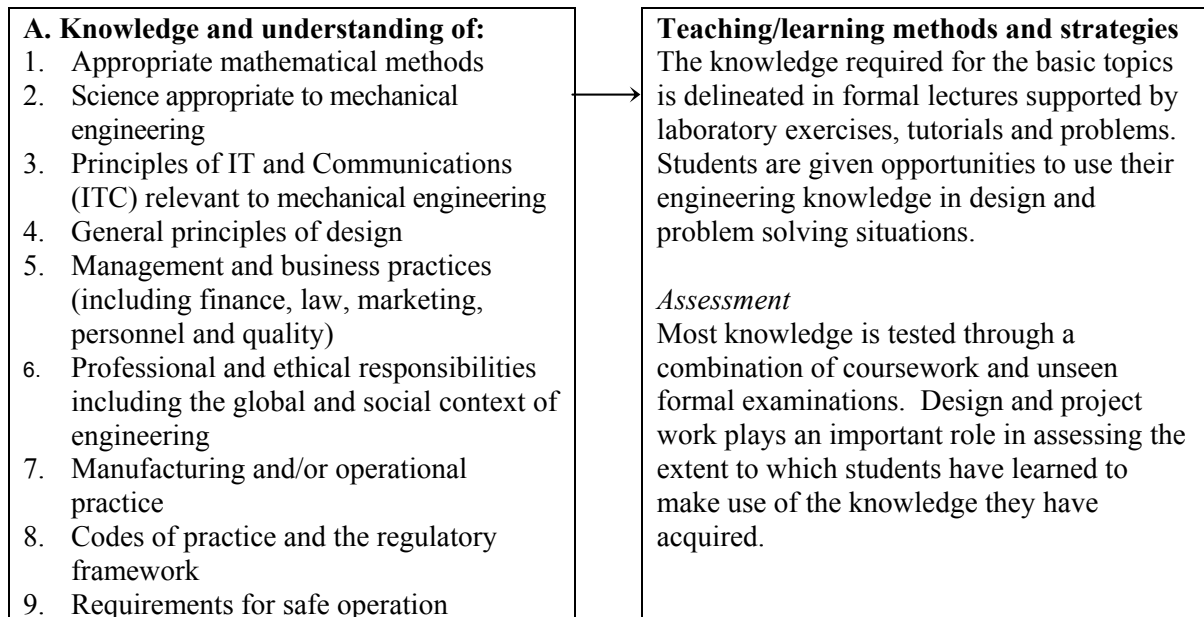 A. Knowledge and understanding of:
1. Appropriate mathematical methods
2. Science appropriate to mechanical
engineering
3. Principles of IT and Communications
(ITC) relevant to mechanical engineering
4. General principles of design
5. Management and business practices
(including finance, law, marketing,
personnel and quality)
6. Professional and ethical responsibilities
including the global and social context of
engineering
7. Manufacturing and/or operational
practice
8. Codes of practice and the regulatory
framework
9. Requirements for safe operation
Teaching/learning methods and strategies
The knowledge required for the basic topics
is delineated in formal lectures supported by
laboratory exercises, tutorials and problems.
Students are given opportunities to use their
engineering knowledge in design and
problem solving situations.
Assessment
Most knowledge is tested through a
combination of coursework and unseen
formal examinations.  Design and project
work plays an important role in assessing the
extent to which students have learned to
make use of the knowledge they have
acquired.